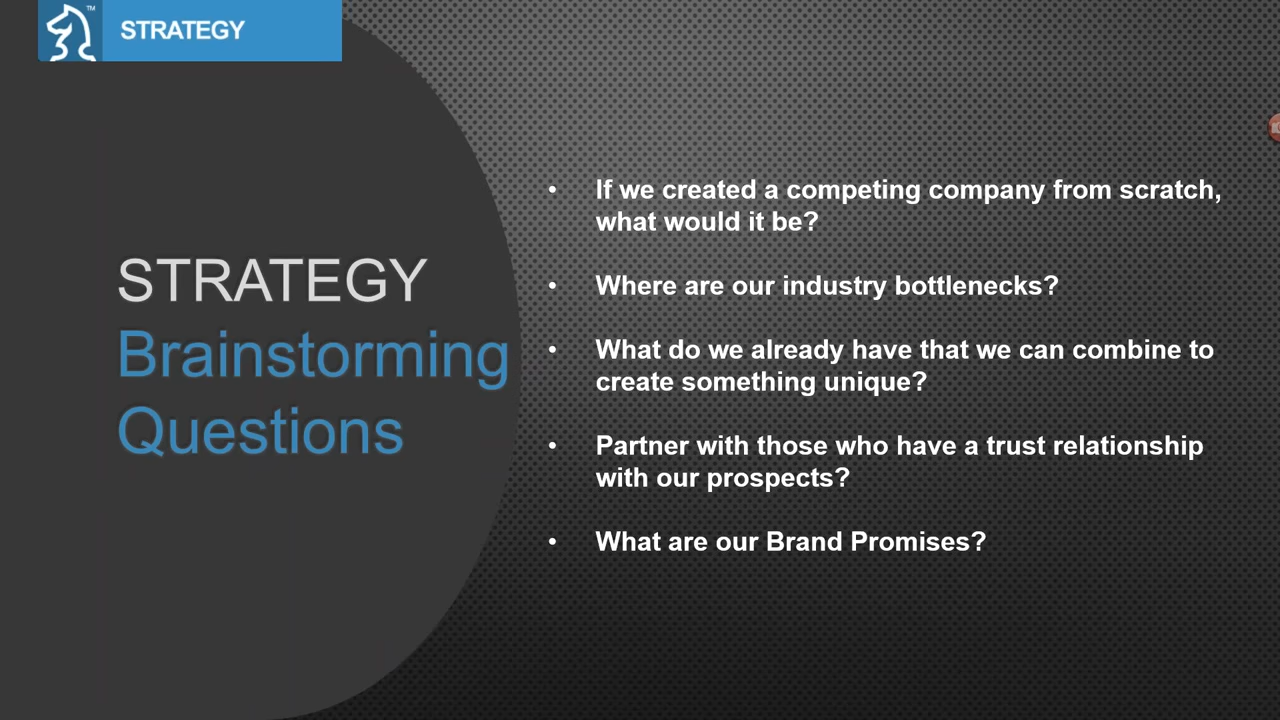 ™
STRATEGY
STRATEGY
Brainstorming
Questions
• If we created a competing company from scratch,
what would it be?
• Where are our industry bottlenecks?
• What do we already have that we can combine to
create something unique?
• Partner with those who have a trust relationship
with our prospects?
• What are our Brand Promises?